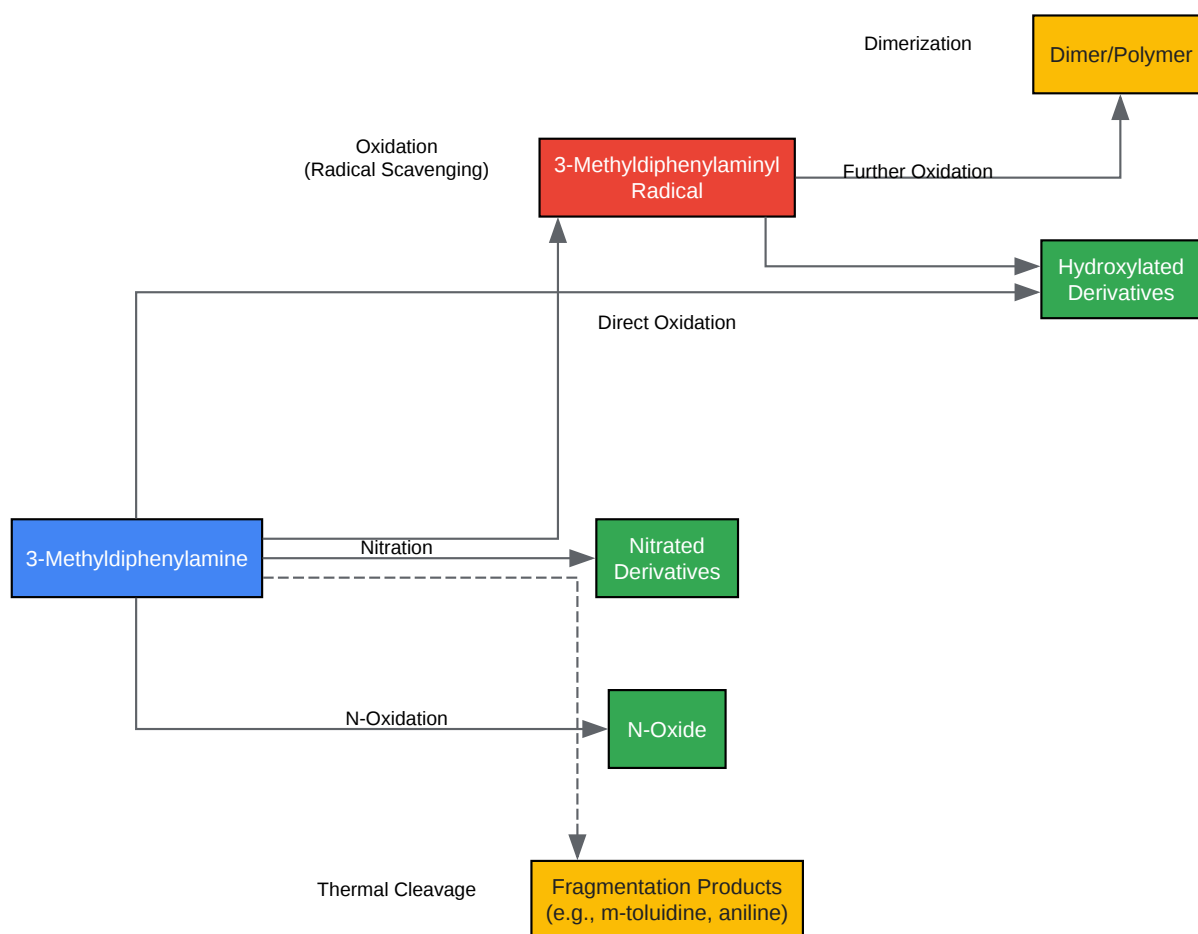 Dimerization
Dimer/Polymer
Oxidation
(Radical Scavenging)
3-Methyldiphenylaminyl
Radical
Further Oxidation
Hydroxylated
Derivatives
Direct Oxidation
3-Methyldiphenylamine
Nitration
Nitrated
Derivatives
N-Oxidation
N-Oxide
Thermal Cleavage
Fragmentation Products
(e.g., m-toluidine, aniline)